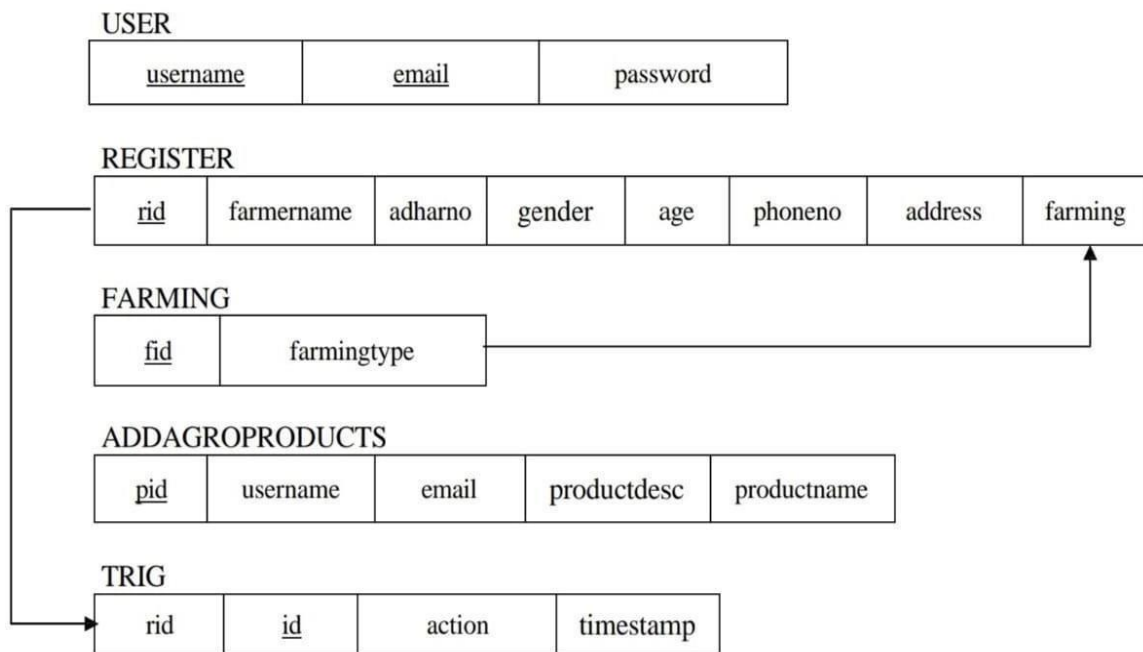 USER
username email password
REGISTER
rid farmername adharno gender age phoneno address farming
FARMING
fid farmingtype
ADDAGROPRODUCTS
pid username email productdesc productname
TRIG
rid id action timestamp